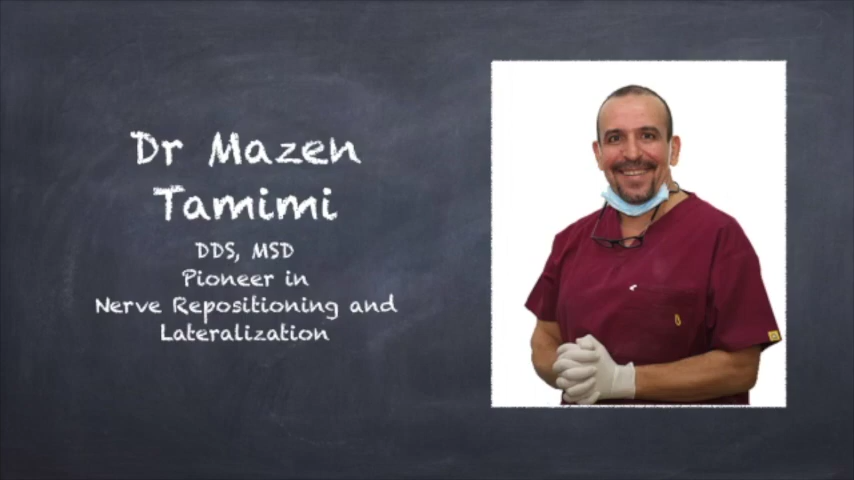 Dr Mazen
Tamimi
DDS, MSD
Pioneer in
Nerve Repositioning and
Lateralization